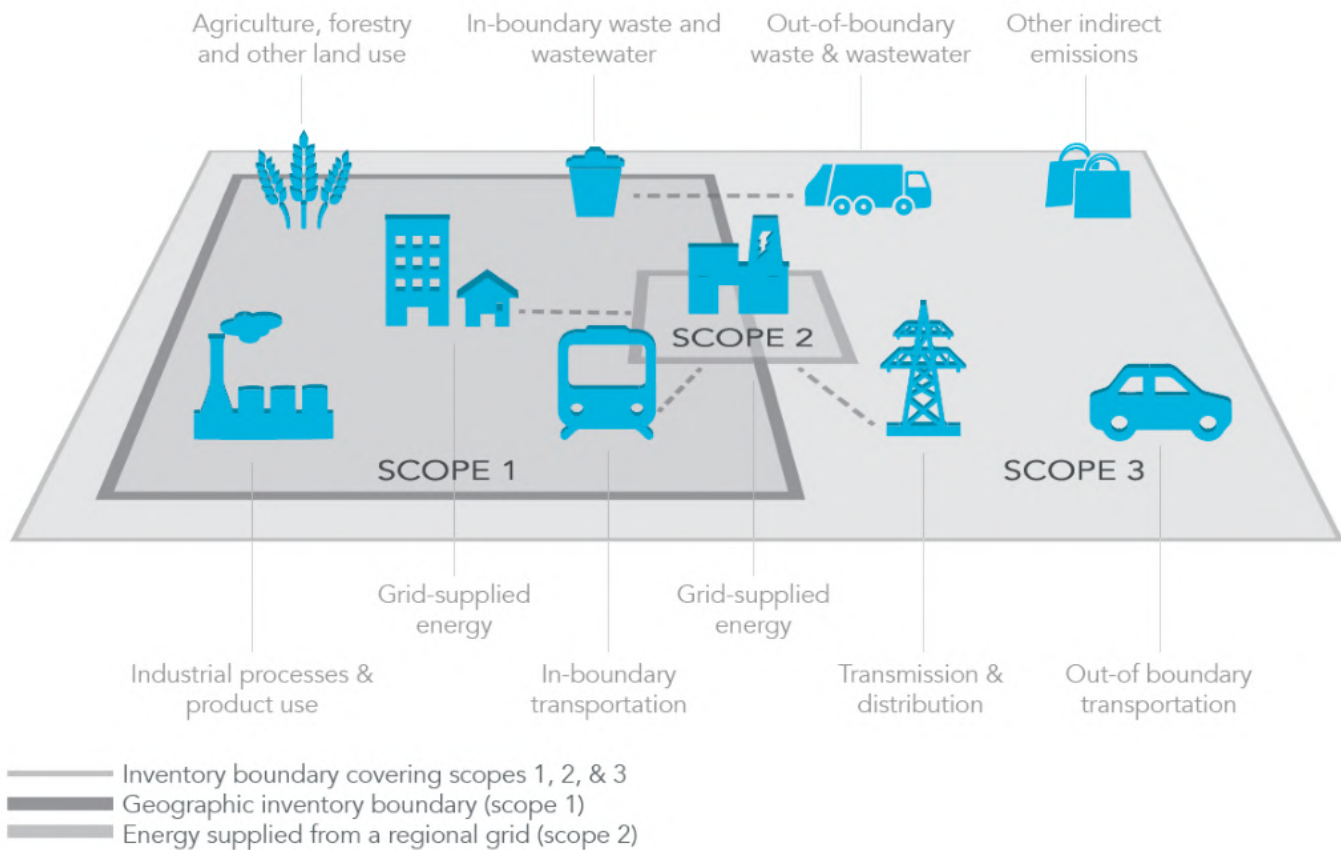 Agriculture, forestry
and other land use
In-boundary waste and
wastewater
Out-of-boundary
waste & wastewater
Other indirect
emissions
SCOPE 2
SCOPE 1
SCOPE 3
Grid-supplied
energy
Grid-supplied
energy
Industrial processes &
product use
In-boundary
transportation
Transmission &
distribution
Out-of boundary
transportation
Inventory boundary covering scopes 1, 2, & 3
Geographic inventory boundary (scope 1)
Energy supplied from a regional grid (scope 2)